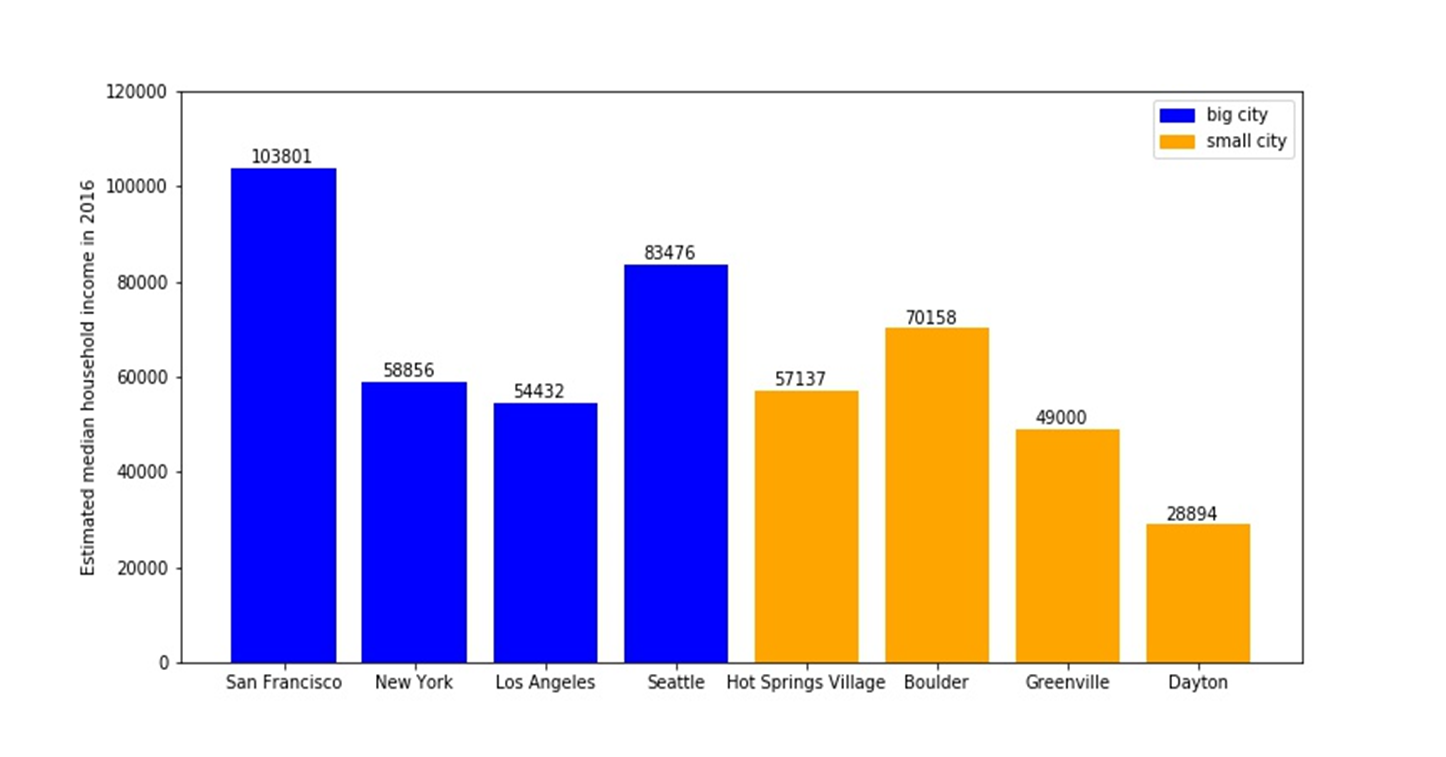 Estimated median household income in 2016
120000
100000
80000
60000
40000
20000
0
big city
small city
103801
58856
54432
83476
57137
70158
49000
28894
San Francisco
New York
Los Angeles
Seattle
Hot Springs Village
Boulder
Greenville
Dayton